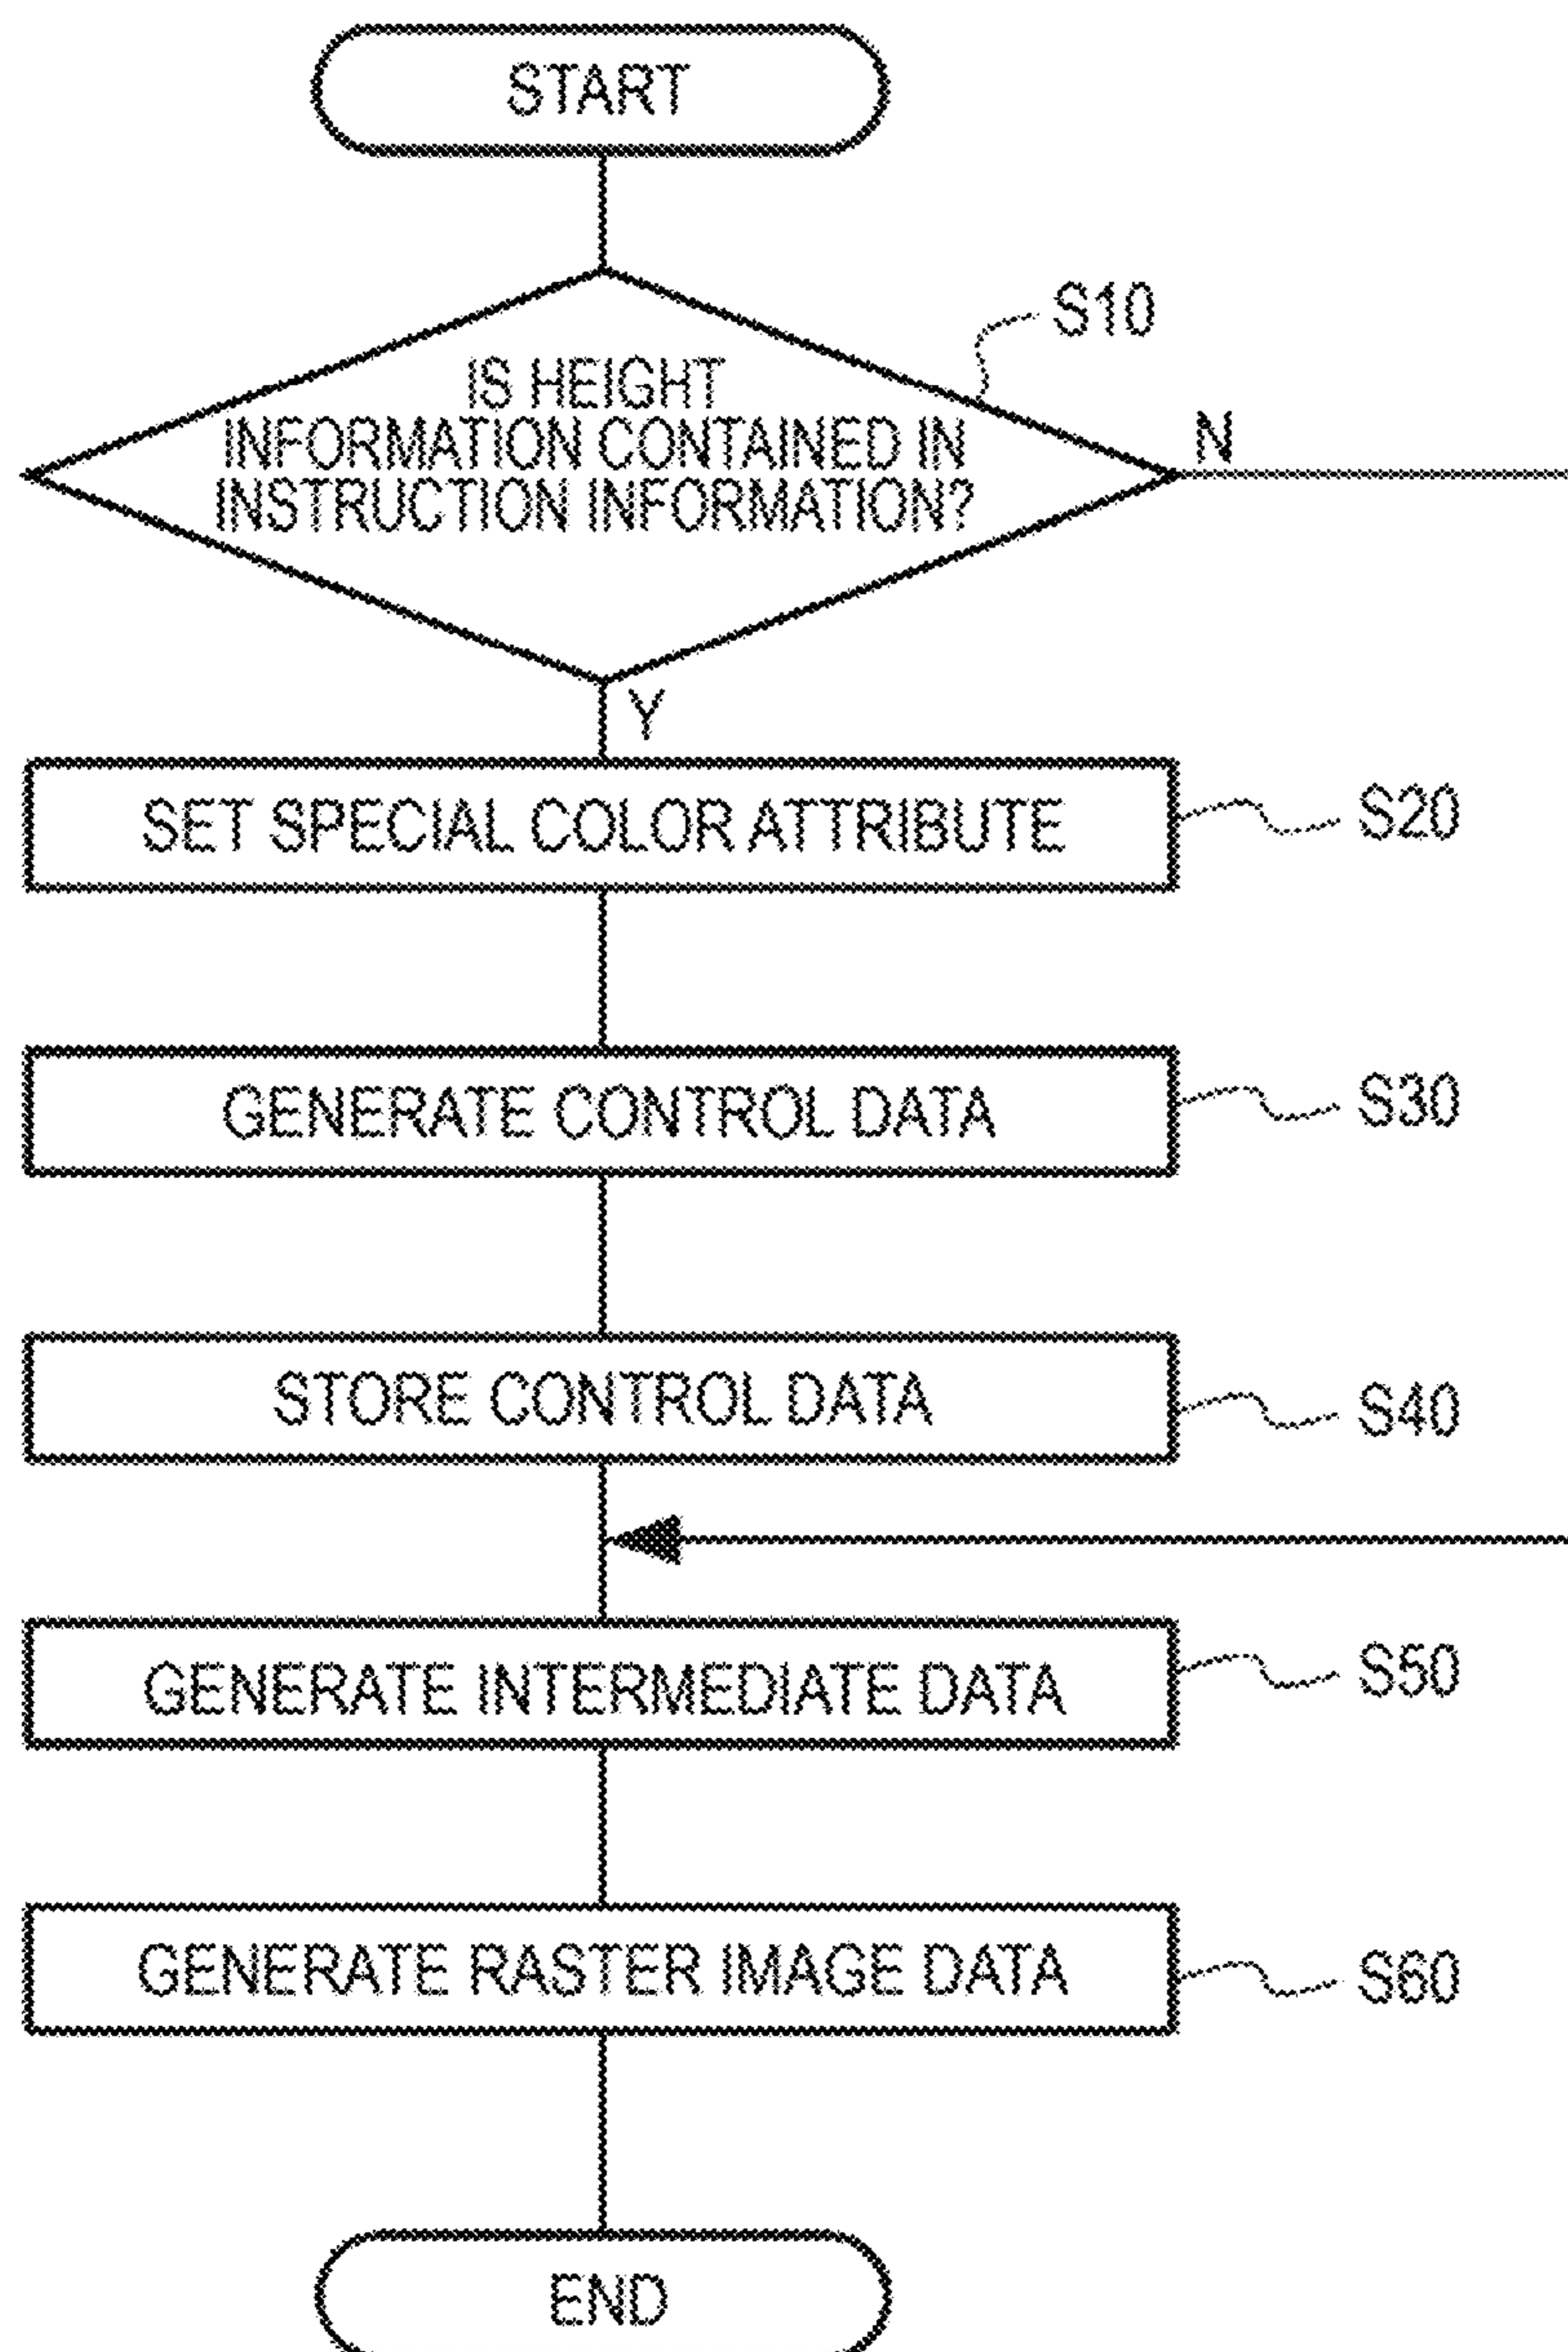 START
S10
IS HEIGHT
INFORMATION CONTAINED IN
INSTRUCTION INFORMATION?
N
Y
SET SPECIAL COLOR ATTRIBUTE
S20
GENERATE CONTROL DATA
S30
STORE CONTROL DATA
S40
GENERATE INTERMEDIATE DATA
S50
GENERATE RASTER IMAGE DATA
S60
END